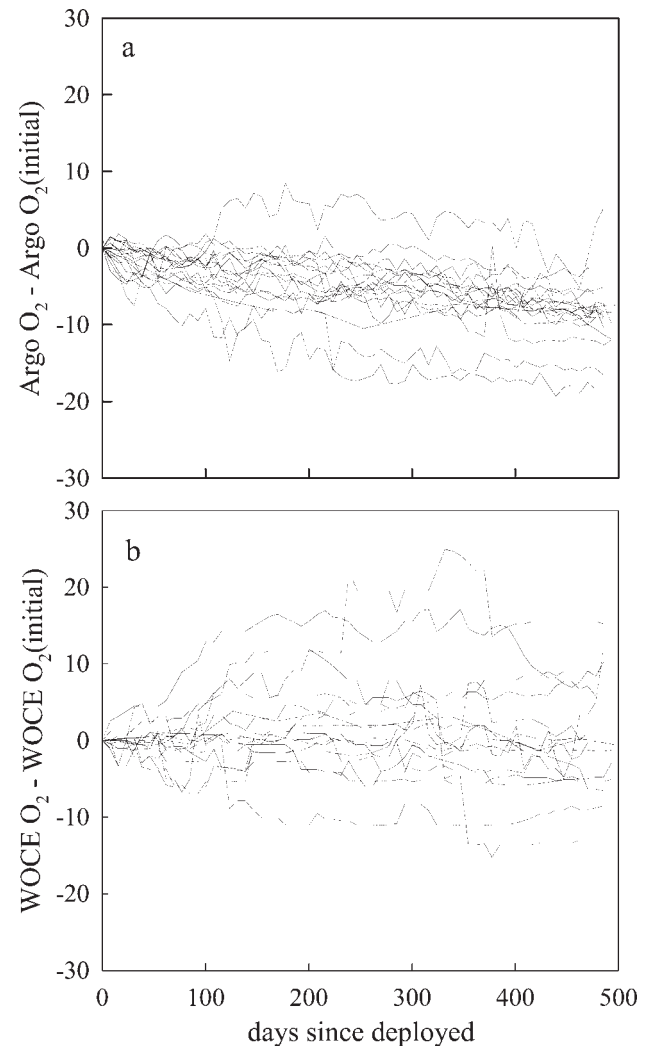 30
a
20
10
0
-10
-20
-30
Argo O₂ - Argo O₂(initial)
30
b
20
10
0
-10
-20
-30
WOCE O₂ - WOCE O₂(initial)
0 100 200 300 400 500
days since deployed